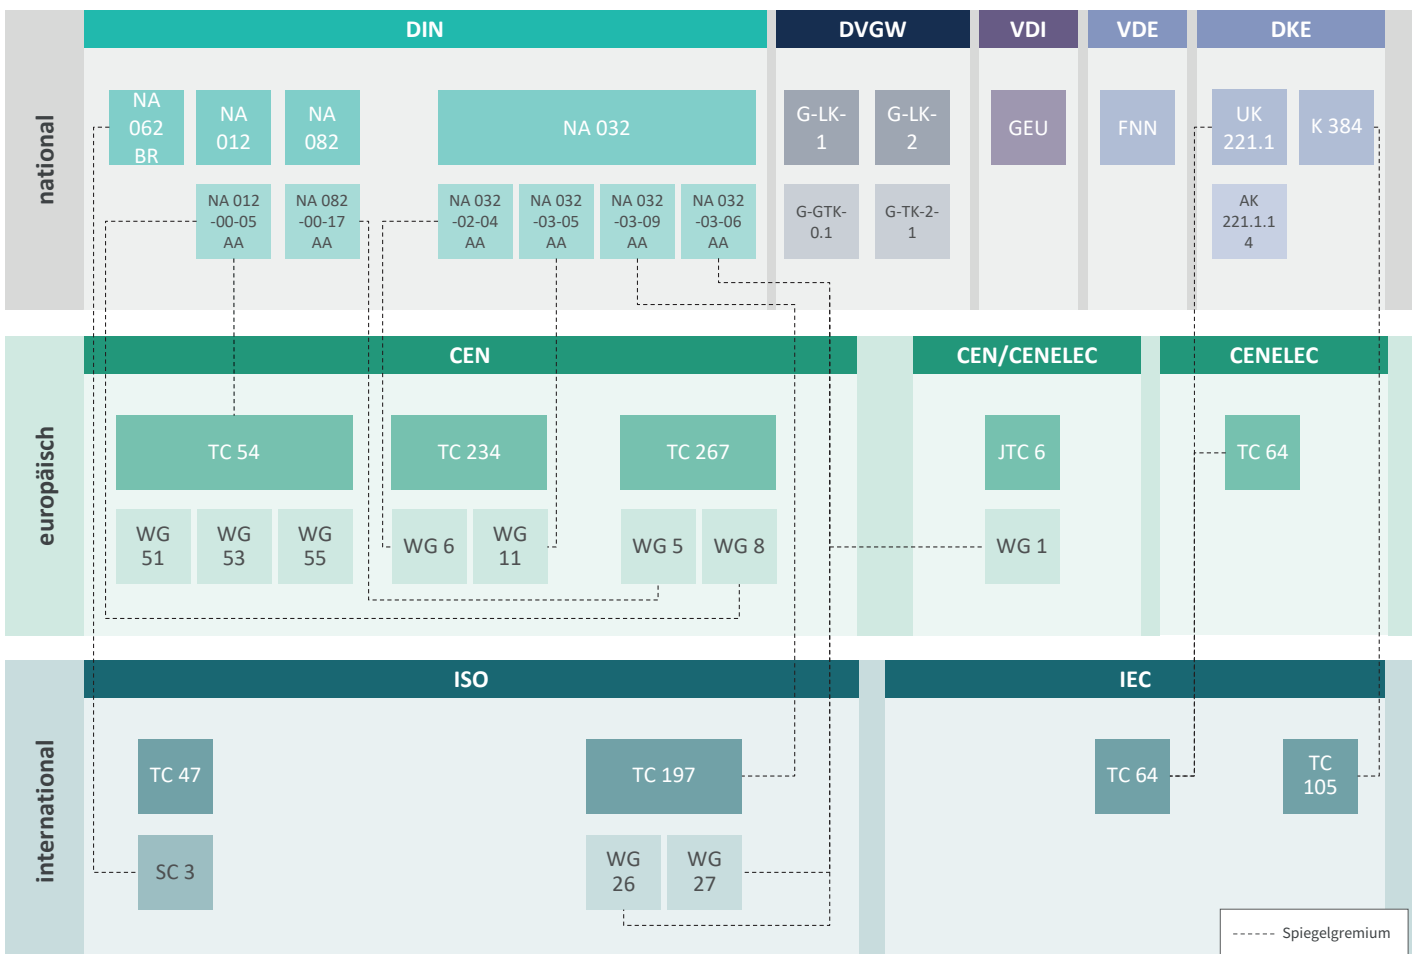 DIN
DVGW
VDI
VDE
DKE
national
NA
062
BR
NA
012
NA
082
NA 032
G-LK-
1
G-LK-
2
GEU
FNN
UK
221.1
K 384
NA 012
-00-05
AA
NA 082
-00-17
AA
NA 032
-02-04
AA
NA 032
-03-05
AA
NA 032
-03-09
AA
NA 032
-03-06
AA
G-GTK-
0.1
G-TK-2-
1
AK
221.1.1
4
CEN
CEN/CENELEC
CENELEC
europäisch
TC 54
TC 234
TC 267
JTC 6
TC 64
WG
51
WG
53
WG
55
WG 6
WG
11
WG 5
WG 8
WG 1
ISO
IEC
international
TC 47
TC 197
TC 64
TC
105
SC 3
WG
26
WG
27
Spiegelgremium